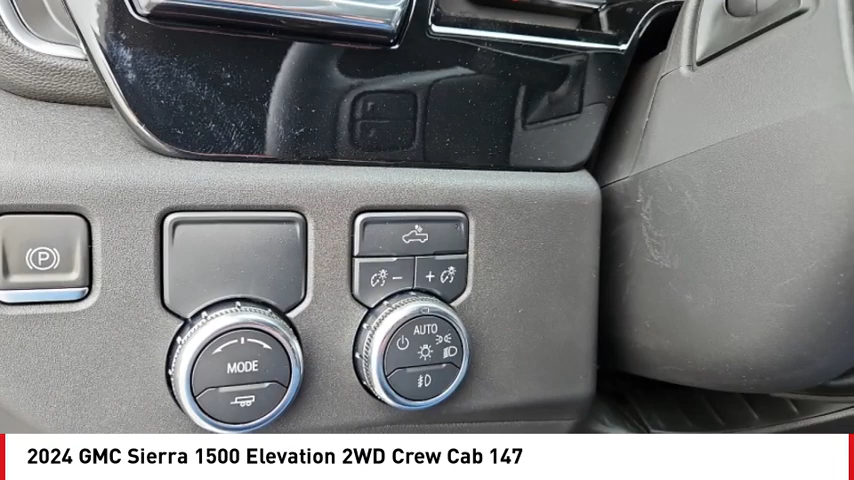 P
− +
AUTO
MODE
2024 GMC Sierra 1500 Elevation 2WD Crew Cab 147